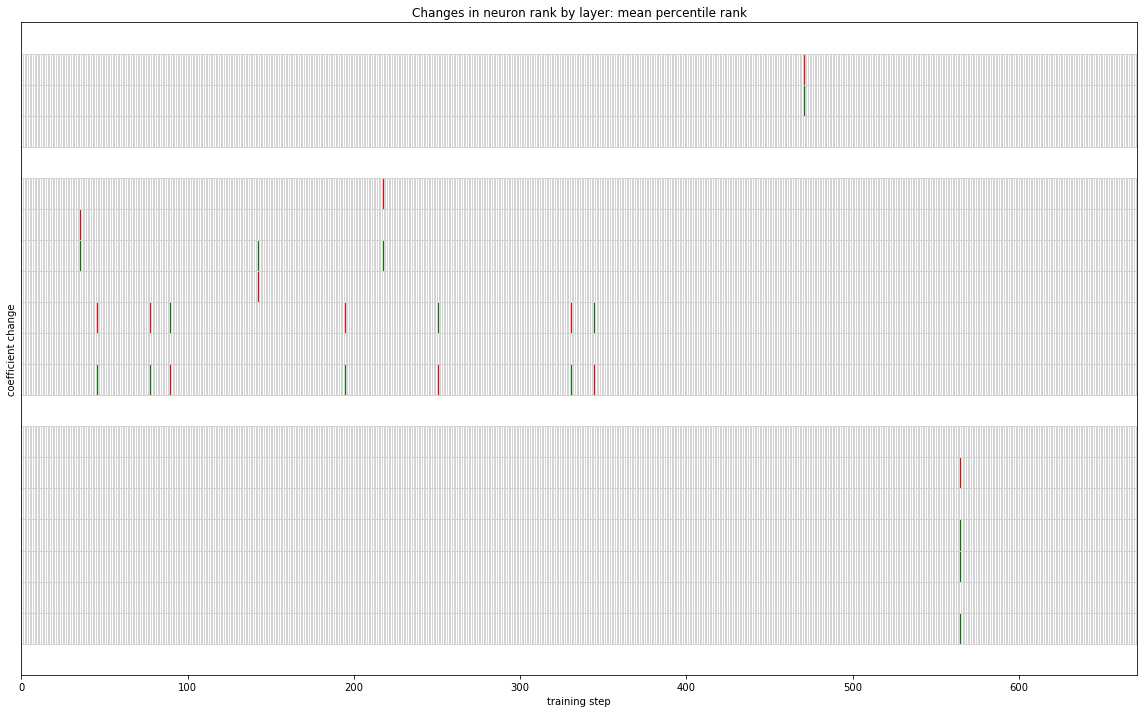 Changes in neuron rank by layer: mean percentile rank
coefficient change
0 100 200 300 400 500 600
training step